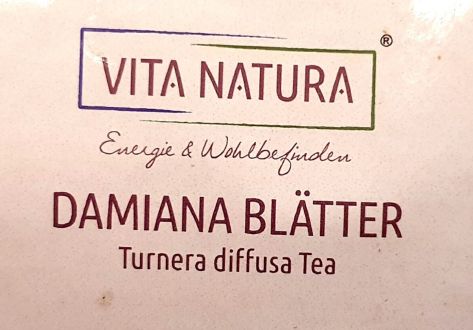 VITA NATURA ®
Energie & Wohlbefinden
DAMIANA BLÄTTER
Turnera diffusa Tea